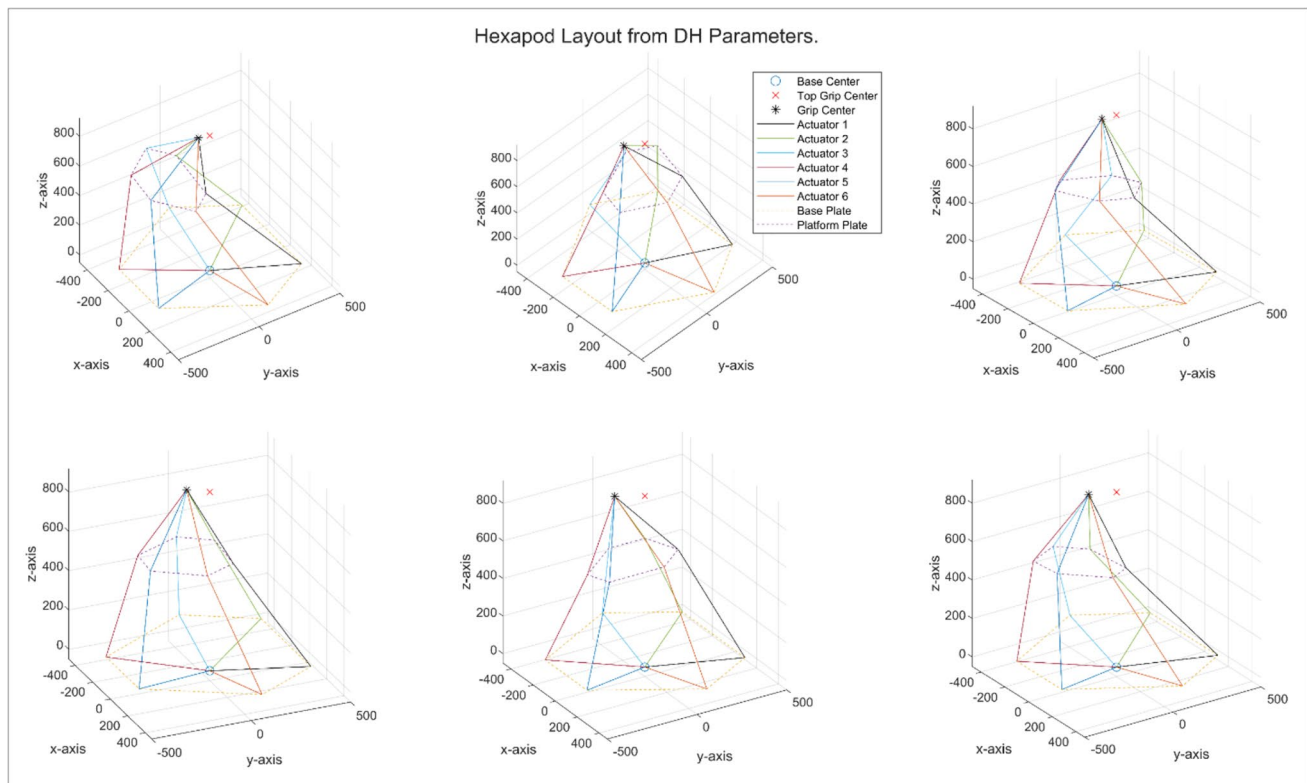 Hexapod Layout from DH Parameters.
Base Center
Top Grip Center
Grip Center
Actuator 1
Actuator 2
Actuator 3
Actuator 4
Actuator 5
Actuator 6
Base Plate
Platform Plate
800
600
400
200
0
z-axis
-400
-200
0
200
400
x-axis
-500
0
500
y-axis
800
600
400
200
0
z-axis
-400
-200
0
200
400
x-axis
-500
0
500
y-axis
800
600
400
200
0
z-axis
-400
-200
0
200
400
x-axis
-500
0
500
y-axis
800
600
400
200
0
z-axis
-400
-200
0
200
400
x-axis
-500
0
500
y-axis
800
600
400
200
0
z-axis
-400
-200
0
200
400
x-axis
-500
0
500
y-axis
800
600
400
200
0
z-axis
-400
-200
0
200
400
x-axis
-500
0
500
y-axis